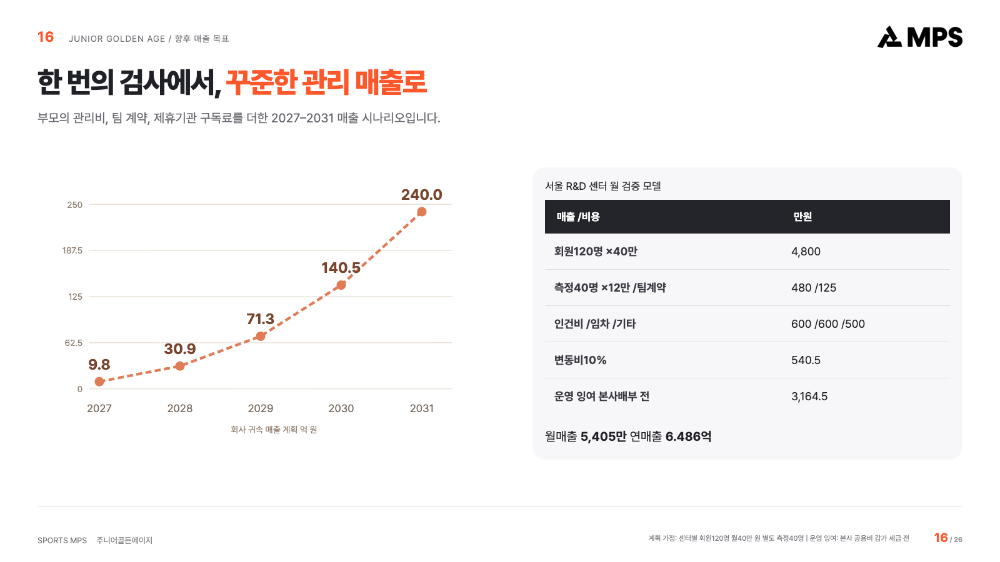 16 JUNIOR GOLDEN AGE / 향후 매출 목표
MPS
한 번의 검사에서, 꾸준한 관리 매출로
부모의 관리비, 팀 계약, 제휴기관 구독료를 더한 2027–2031 매출 시나리오입니다.
250
187.5
125
62.5
0
9.8
30.9
71.3
140.5
240.0
2027 2028 2029 2030 2031
회사 귀속 매출 계획 억 원
서울 R&D 센터 월 검증 모델
매출 /비용 만원
회원120명 ×40만 4,800
측정40명 ×12만 /팀계약 480 /125
인건비 /임차 /기타 600 /600 /500
변동비10% 540.5
운영 잉여 본사배부 전 3,164.5
월매출 5,405만 연매출 6.486억
SPORTS MPS 주니어골든에이지
계획 가정: 센터별 회원120명 월40만 원 별도 측정40명 | 운영 잉여: 본사 공용비 감가 세금 전
16 / 26